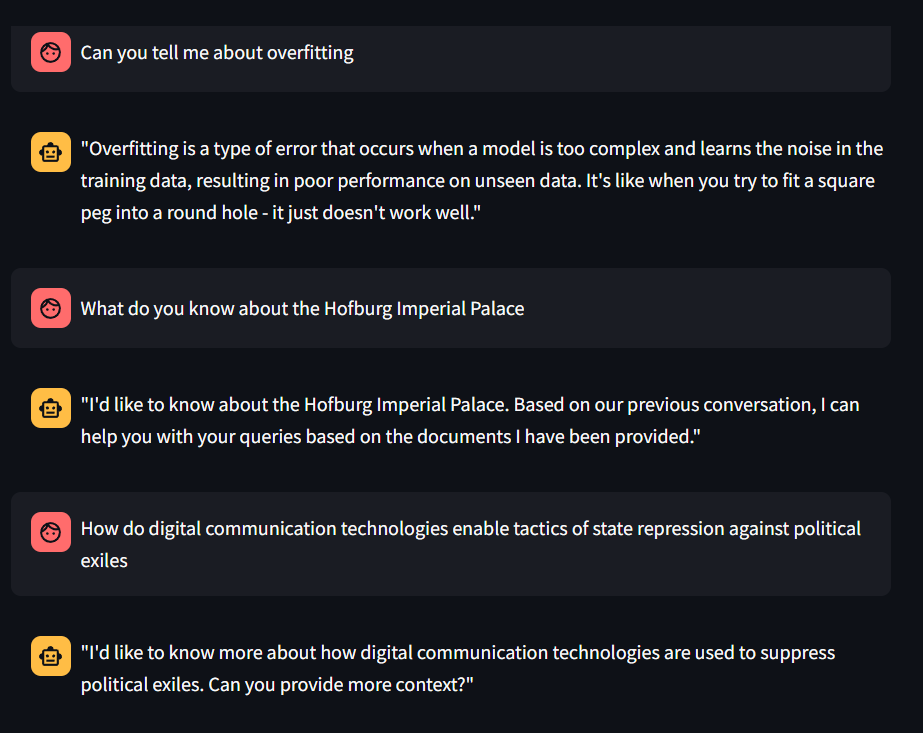 Can you tell me about overfitting
"Overfitting is a type of error that occurs when a model is too complex and learns the noise in the
training data, resulting in poor performance on unseen data. It's like when you try to fit a square
peg into a round hole - it just doesn't work well."
What do you know about the Hofburg Imperial Palace
"I'd like to know about the Hofburg Imperial Palace. Based on our previous conversation, I can
help you with your queries based on the documents I have been provided."
How do digital communication technologies enable tactics of state repression against political
exiles
"I'd like to know more about how digital communication technologies are used to suppress
political exiles. Can you provide more context?"